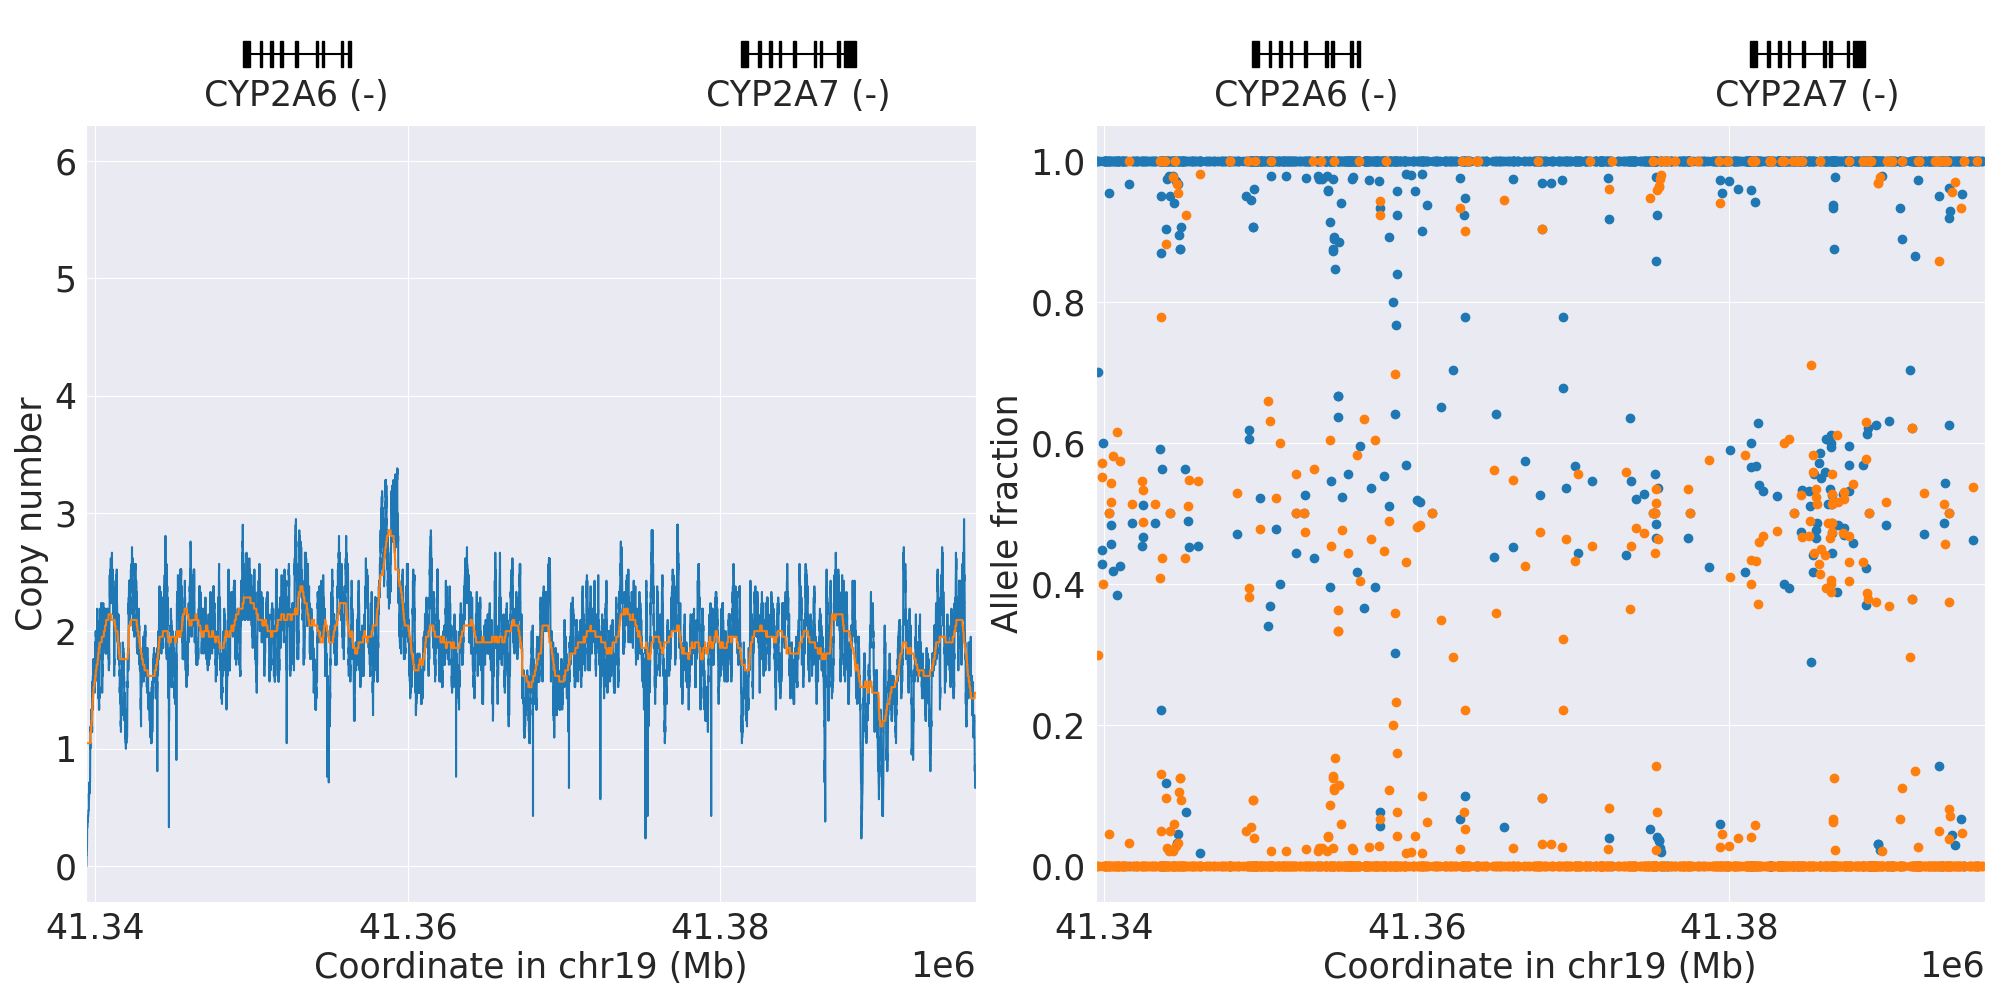 CYP2A6 (-)
CYP2A7 (-)
6
5
4
3
2
1
0
Copy number
41.34
41.36
41.38
Coordinate in chr19 (Mb)
1e6
CYP2A6 (-)
CYP2A7 (-)
1.0
0.8
0.6
0.4
0.2
0.0
Allele fraction
41.34
41.36
41.38
Coordinate in chr19 (Mb)
1e6